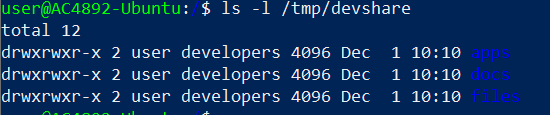 user@AC4892-Ubuntu:/$ ls -l /tmp/devshare
total 12
drwxrwxr-x 2 user developers 4096 Dec  1 10:10 apps
drwxrwxr-x 2 user developers 4096 Dec  1 10:10 docs
drwxrwxr-x 2 user developers 4096 Dec  1 10:10 files